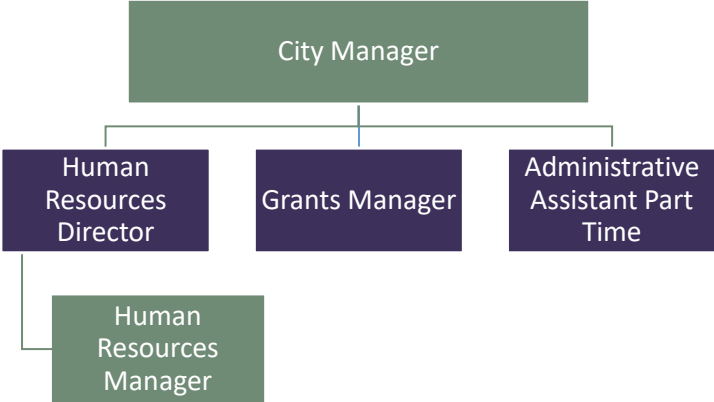 City Manager
Human
Resources
Director
Grants Manager
Administrative
Assistant Part
Time
Human
Resources
Manager